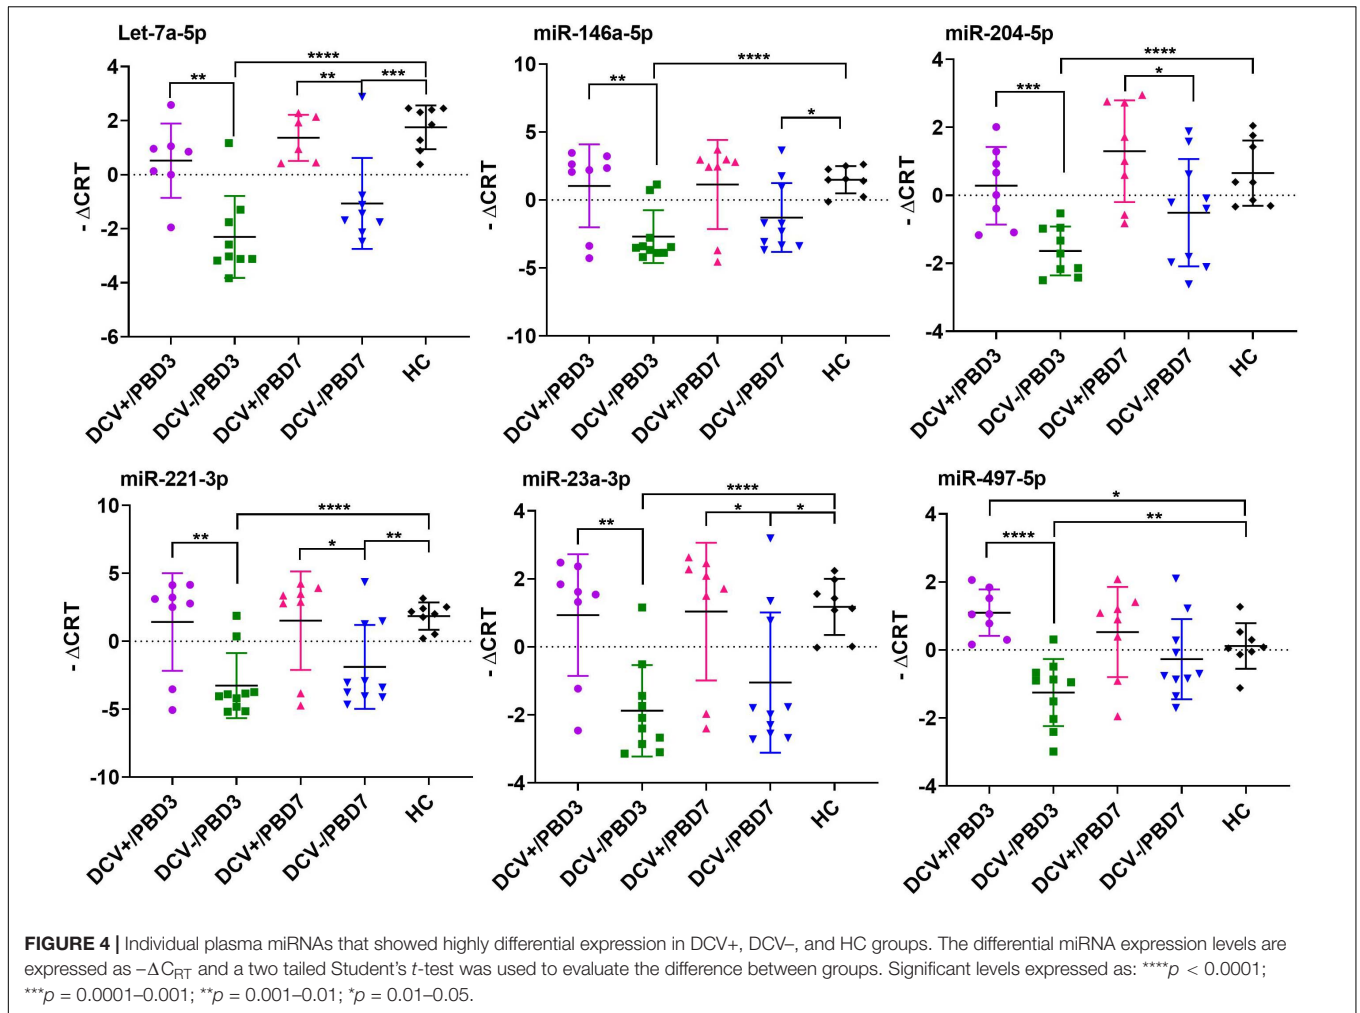 Let-7a-5p
****
**
**
***
4
2
0
-2
-4
-6
- ΔCRT
DCV+/PBD3
DCV-/PBD3
DCV+/PBD7
DCV-/PBD7
HC
miR-146a-5p
****
**
*
10
5
0
-5
-10
- ΔCRT
DCV+/PBD3
DCV-/PBD3
DCV+/PBD7
DCV-/PBD7
HC
miR-204-5p
****
*
***
4
2
0
-2
-4
- ΔCRT
DCV+/PBD3
DCV-/PBD3
DCV+/PBD7
DCV-/PBD7
HC
miR-221-3p
****
**
*
**
10
5
0
-5
-10
- ΔCRT
DCV+/PBD3
DCV-/PBD3
DCV+/PBD7
DCV-/PBD7
HC
miR-23a-3p
****
**
*
*
4
2
0
-2
-4
- ΔCRT
DCV+/PBD3
DCV-/PBD3
DCV+/PBD7
DCV-/PBD7
HC
miR-497-5p
*
**
****
4
2
0
-2
-4
- ΔCRT
DCV+/PBD3
DCV-/PBD3
DCV+/PBD7
DCV-/PBD7
HC
FIGURE 4 | Individual plasma miRNAs that showed highly differential expression in DCV+, DCV–, and HC groups. The differential miRNA expression levels are
expressed as –ΔCRT and a two tailed Student's t-test was used to evaluate the difference between groups. Significant levels expressed as: ****p < 0.0001;
***p = 0.0001–0.001; **p = 0.001–0.01; *p = 0.01–0.05.